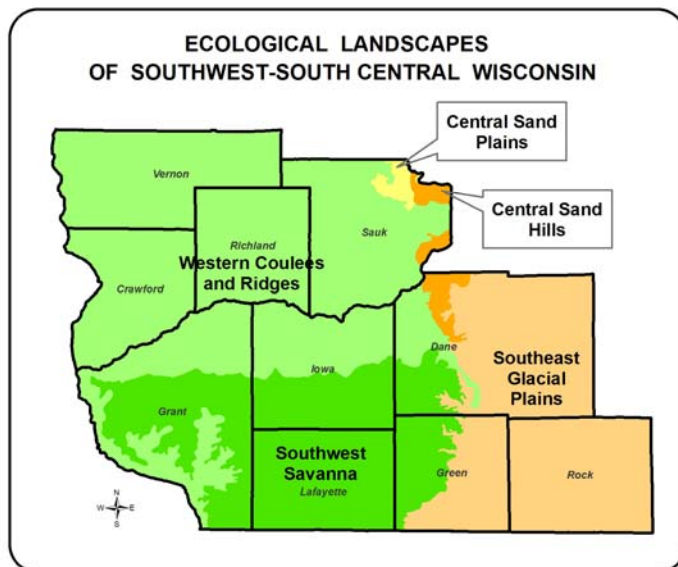 ECOLOGICAL LANDSCAPES
OF SOUTHWEST-SOUTH CENTRAL WISCONSIN
Central Sand
Plains
Vernon
Central Sand
Hills
Richland
Sauk
Western Coulees
and Ridges
Crawford
Dane
Iowa
Southeast
Glacial
Plains
Grant
Southwest
Savanna
Lafayette
Green
Rock
N
W E
S